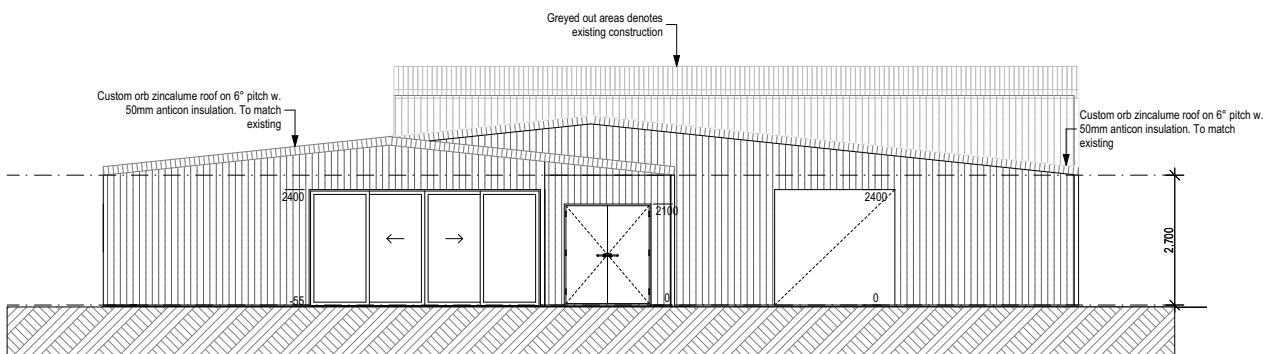 Greyed out areas denotes
existing construction
Custom orb zincalume roof on 6° pitch w.
50mm anticon insulation. To match
existing
Custom orb zincalume roof on 6° pitch w.
50mm anticon insulation. To match
existing
2400
2100
2400
2,700
-55
0
0